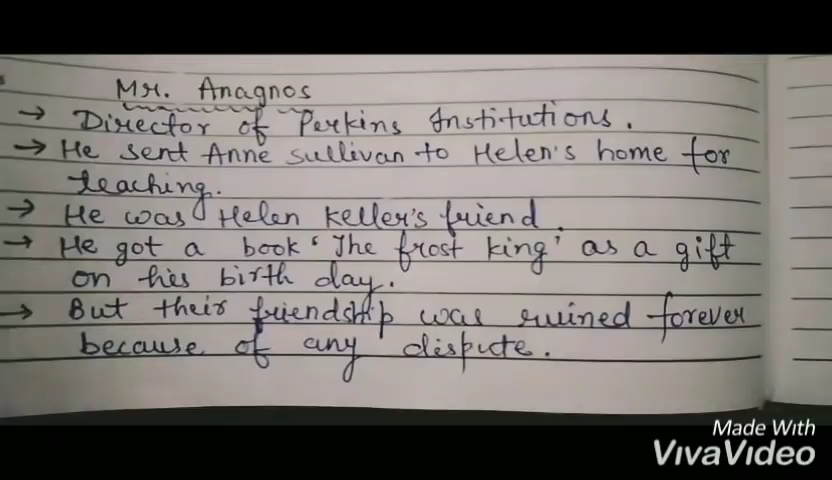 Mr. Anagnos
→ Director of Perkins Institutions.
→ He sent Anne Sullivan to Helen's home for
teaching.
→ He was Helen Keller's friend.
→ He got a book 'The frost king' as a gift
on his birth day.
→ But their friendship was ruined forever
because of any dispute.
Made With
VivaVideo